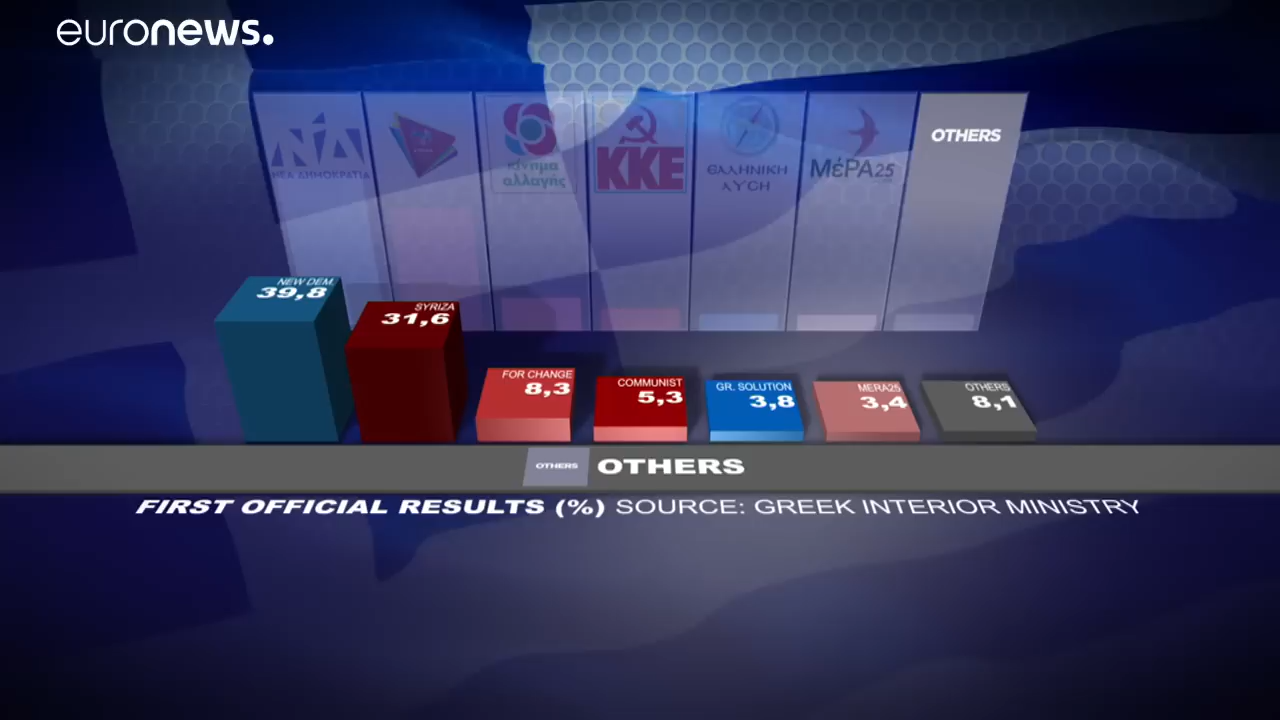 euronews.
ΝΔ
ΝΕΑ ΔΗΜΟΚΡΑΤΙΑ
κίνημα
αλλαγής
ΚΚΕ
ΕΛΛΗΝΙΚΗ
ΛΥΣΗ
ΜέΡΑ25
OTHERS
NEW DEM.
39,8
SYRIZA
31,6
FOR CHANGE
8,3
COMMUNIST
5,3
GR. SOLUTION
3,8
MERA25
3,4
OTHERS
8,1
OTHERS OTHERS
FIRST OFFICIAL RESULTS (%) SOURCE: GREEK INTERIOR MINISTRY